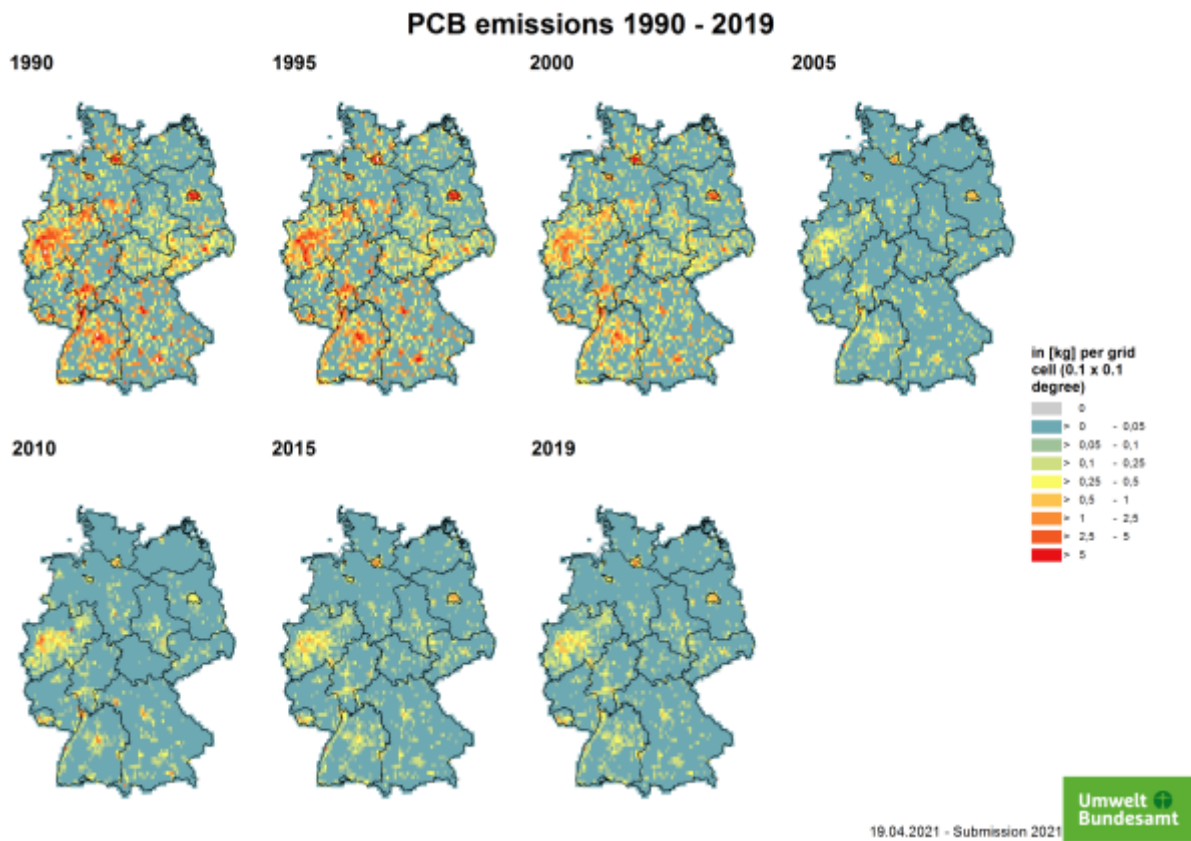 PCB emissions 1990 - 2019
1990
1995
2000
2005
2010
2015
2019
in [kg] per grid
cell (0.1 x 0.1
degree)
0
> 0 - 0,05
> 0,05 - 0,1
> 0,1 - 0,25
> 0,25 - 0,5
> 0,5 - 1
> 1 - 2,5
> 2,5 - 5
> 5
Umwelt
Bundesamt
19.04.2021 - Submission 2021